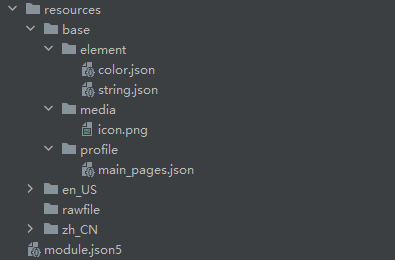 resources
base
element
color.json
string.json
media
icon.png
profile
main_pages.json
en_US
rawfile
zh_CN
module.json5